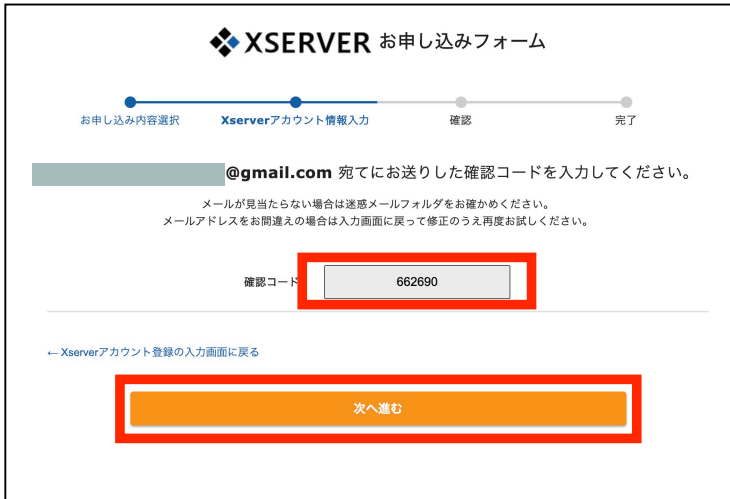 XSERVER お申し込みフォーム
お申し込み内容選択 Xserverアカウント情報入力 確認 完了
@gmail.com 宛てにお送りした確認コードを入力してください。
メールが見当たらない場合は迷惑メールフォルダをお確かめください。
メールアドレスをお間違えの場合は入力画面に戻って修正のうえ再度お試しください。
確認コード 662690
← Xserverアカウント登録の入力画面に戻る
次へ進む